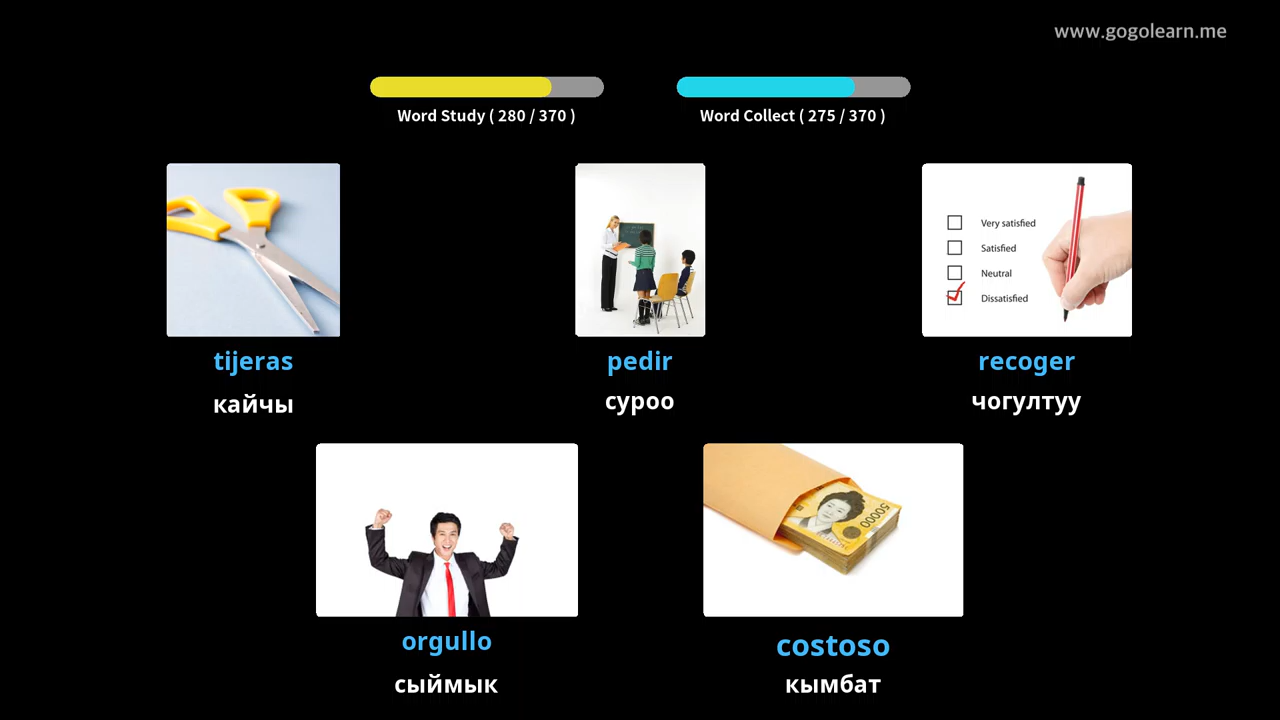 www.gogolearn.me
Word Study ( 280 / 370 )
Word Collect ( 275 / 370 )
Very satisfied
Satisfied
Neutral
Dissatisfied
tijeras
кайчы
pedir
суроо
recoger
чогултуу
50000
orgullo
сыймык
costoso
кымбат